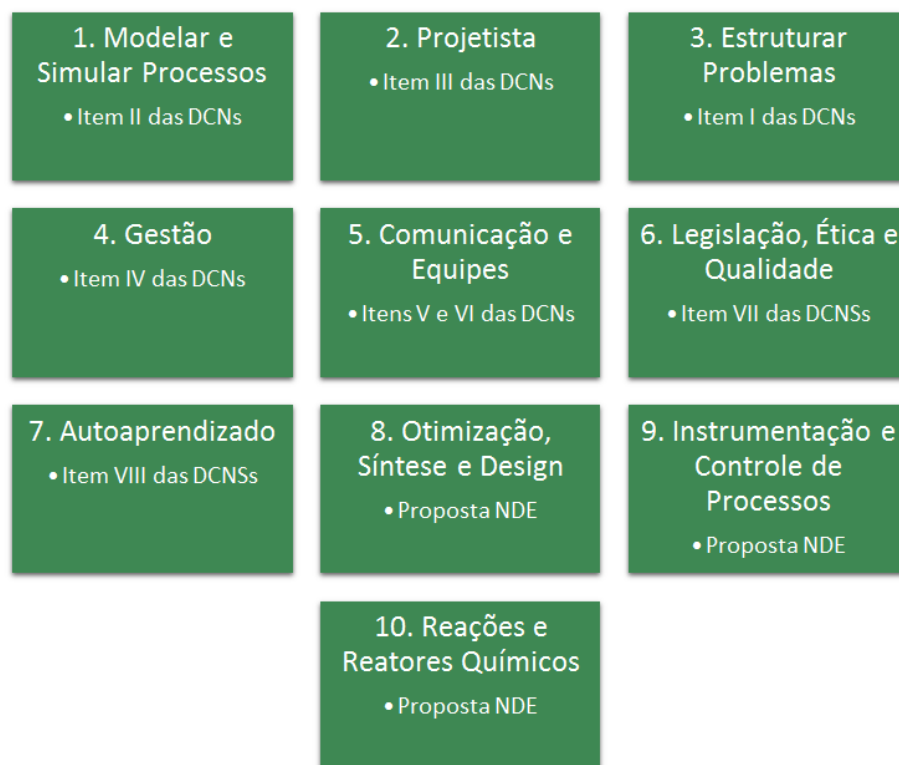 1. Modelar e
Simular Processos
• Item II das DCNs
2. Projetista
• Item III das DCNs
3. Estruturar
Problemas
• Item I das DCNs
4. Gestão
• Item IV das DCNs
5. Comunicação e
Equipes
• Itens V e VI das DCNs
6. Legislação, Ética e
Qualidade
• Item VII das DCNSs
7. Autoaprendizado
• Item VIII das DCNSs
8. Otimização,
Síntese e Design
• Proposta NDE
9. Instrumentação e
Controle de
Processos
• Proposta NDE
10. Reações e
Reatores Químicos
• Proposta NDE